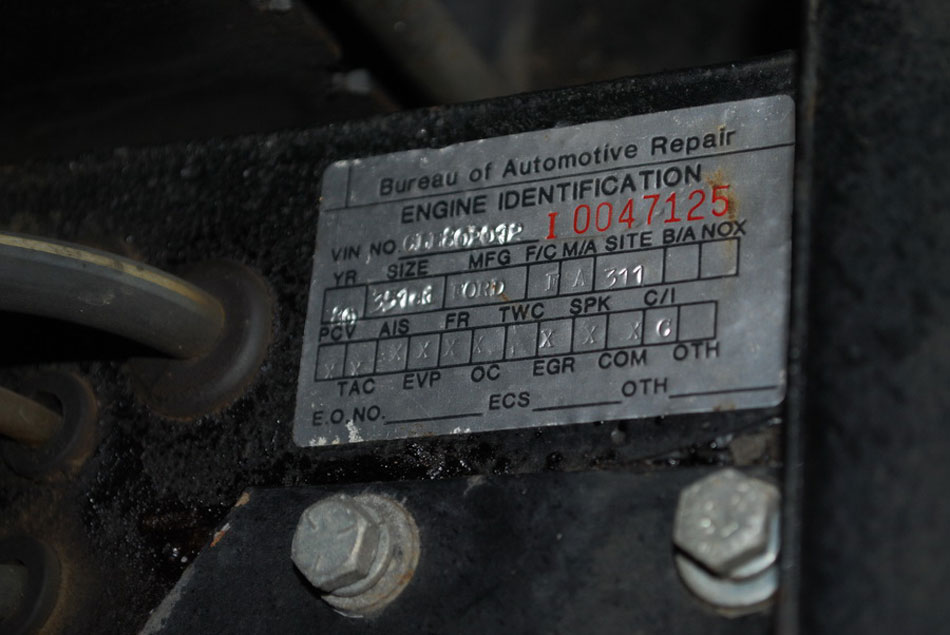 Bureau of Automotive Repair
ENGINE IDENTIFICATION
VIN NO. I 0047125
YR SIZE MFG F/C M/A SITE B/A NOX
FORD A 311
PCV AIS FR TWC SPK C/I
X X X X X X X X G
TAC EVP OC EGR COM OTH
E.O.NO. ECS OTH